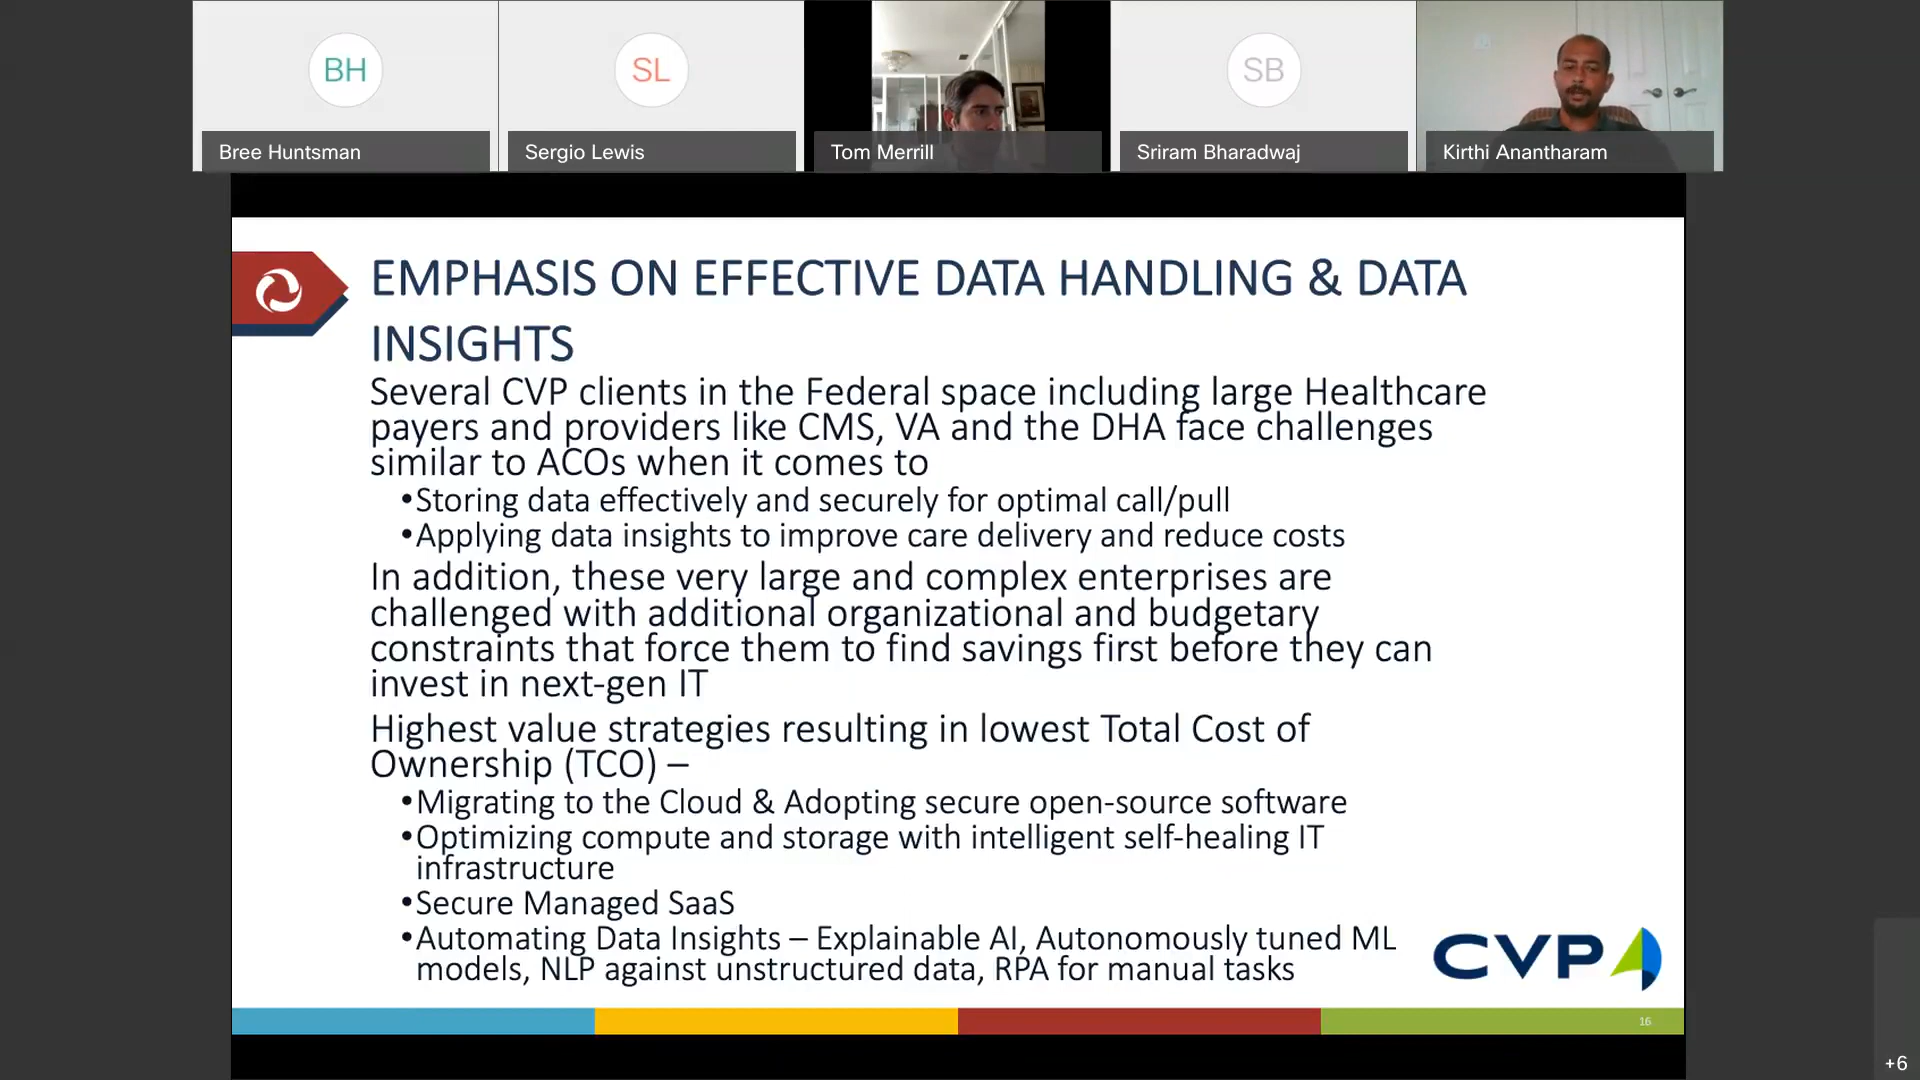 BH
SL
SB
Bree Huntsman
Sergio Lewis
Tom Merrill
Sriram Bharadwaj
Kirthi Anantharam
EMPHASIS ON EFFECTIVE DATA HANDLING & DATA
INSIGHTS
Several CVP clients in the Federal space including large Healthcare
payers and providers like CMS, VA and the DHA face challenges
similar to ACOs when it comes to
•Storing data effectively and securely for optimal call/pull
•Applying data insights to improve care delivery and reduce costs
In addition, these very large and complex enterprises are
challenged with additional organizational and budgetary
constraints that force them to find savings first before they can
invest in next-gen IT
Highest value strategies resulting in lowest Total Cost of
Ownership (TCO) –
•Migrating to the Cloud & Adopting secure open-source software
•Optimizing compute and storage with intelligent self-healing IT
infrastructure
•Secure Managed SaaS
•Automating Data Insights – Explainable AI, Autonomously tuned ML
models, NLP against unstructured data, RPA for manual tasks
CVP
16
+6